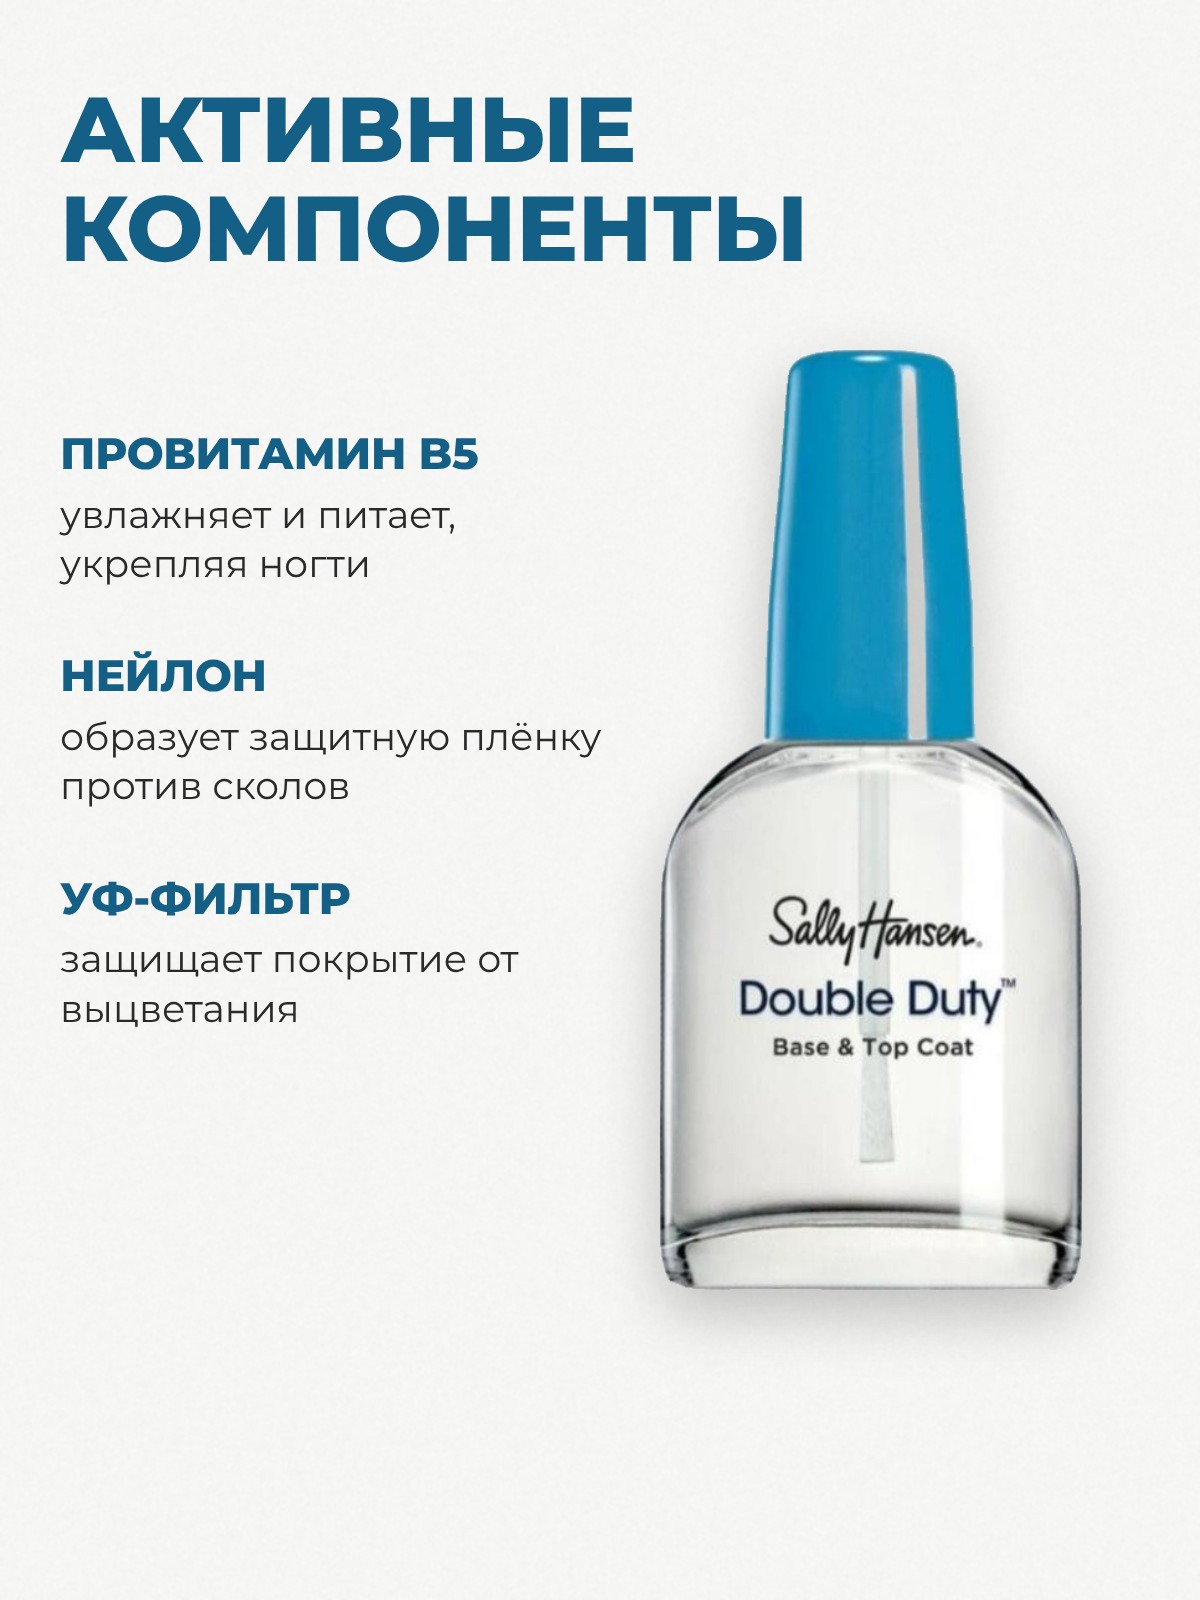 АКТИВНЫЕ
КОМПОНЕНТЫ
ПРОВИТАМИН B5
увлажняет и питает,
укрепляя ногти
НЕЙЛОН
образует защитную плёнку
против сколов
УФ-ФИЛЬТР
защищает покрытие от
выцветания
Sally Hansen.
Double Duty™
Base & Top Coat